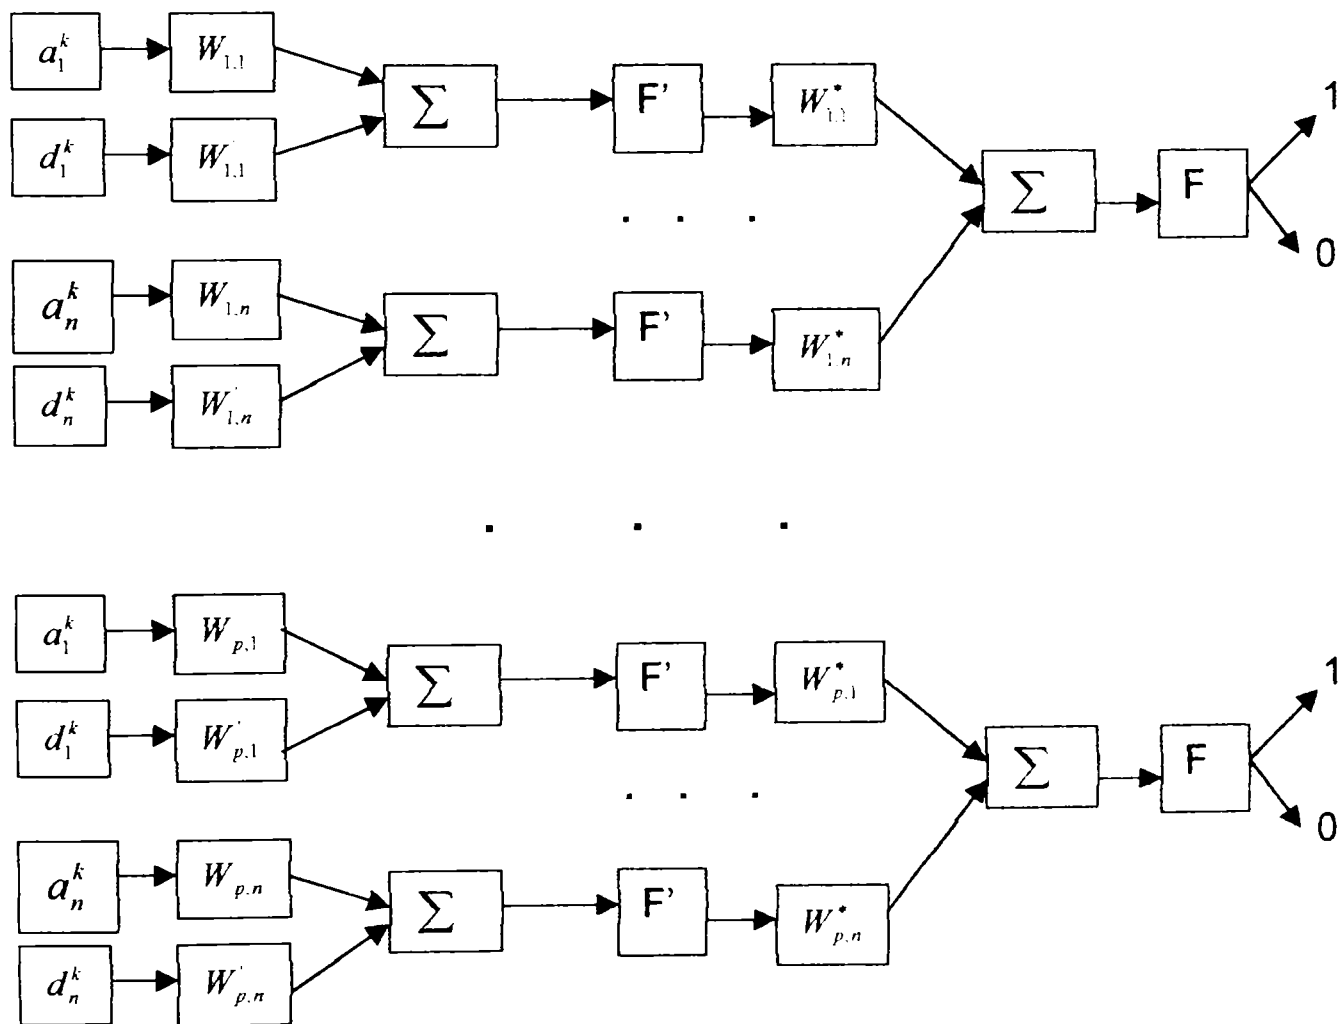 a_1^k W_{1,1} Σ F' W^*_{1,1} 1
d_1^k W'_{1,1} Σ F
. . . 0
a_n^k W_{1,n} Σ F' W^*_{1,n}
d_n^k W'_{1,n}
. . .
a_1^k W_{p,1} Σ F' W^*_{p,1} 1
d_1^k W'_{p,1} Σ F
. . . 0
a_n^k W_{p,n} Σ F' W^*_{p,n}
d_n^k W'_{p,n}